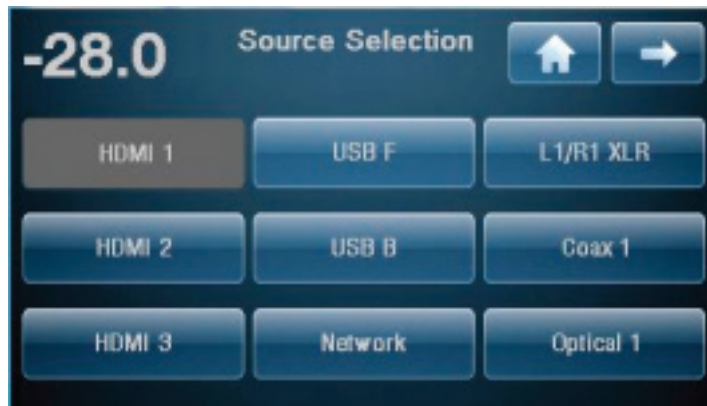 -28.0 Source Selection
HDMI 1 USB F L1/R1 XLR
HDMI 2 USB B Coax 1
HDMI 3 Network Optical 1